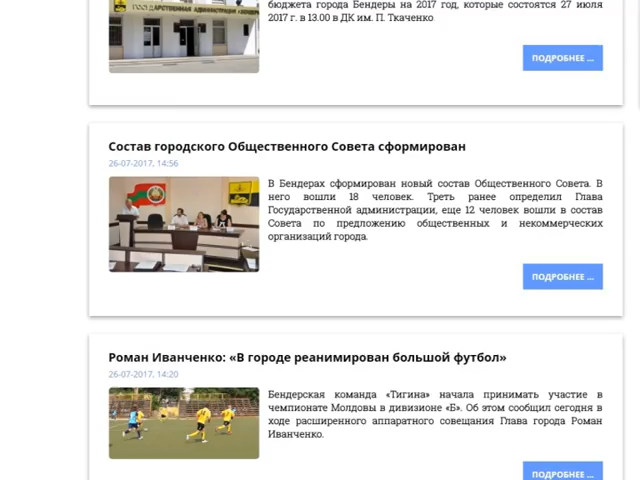 ГОСУДАРСТВЕННАЯ АДМИНИСТРАЦИЯ
бюджета города Бендеры на 2017 год, которые состоятся 27 июля
2017 г. в 13.00 в ДК им. П. Ткаченко
ПОДРОБНЕЕ ...
Состав городского Общественного Совета сформирован
26-07-2017, 14:56
В Бендерах сформирован новый состав Общественного Совета. В
него вошли 18 человек. Треть ранее определил Глава
Государственной администрации, еще 12 человек вошли в состав
Совета по предложению общественных и некоммерческих
организаций города.
ПОДРОБНЕЕ ...
Роман Иванченко: «В городе реанимирован большой футбол»
26-07-2017, 14:20
Бендерская команда «Тигина» начала принимать участие в
чемпионате Молдовы в дивизионе «Б». Об этом сообщил сегодня в
ходе расширенного аппаратного совещания Глава города Роман
Иванченко.
ПОДРОБНЕЕ ...